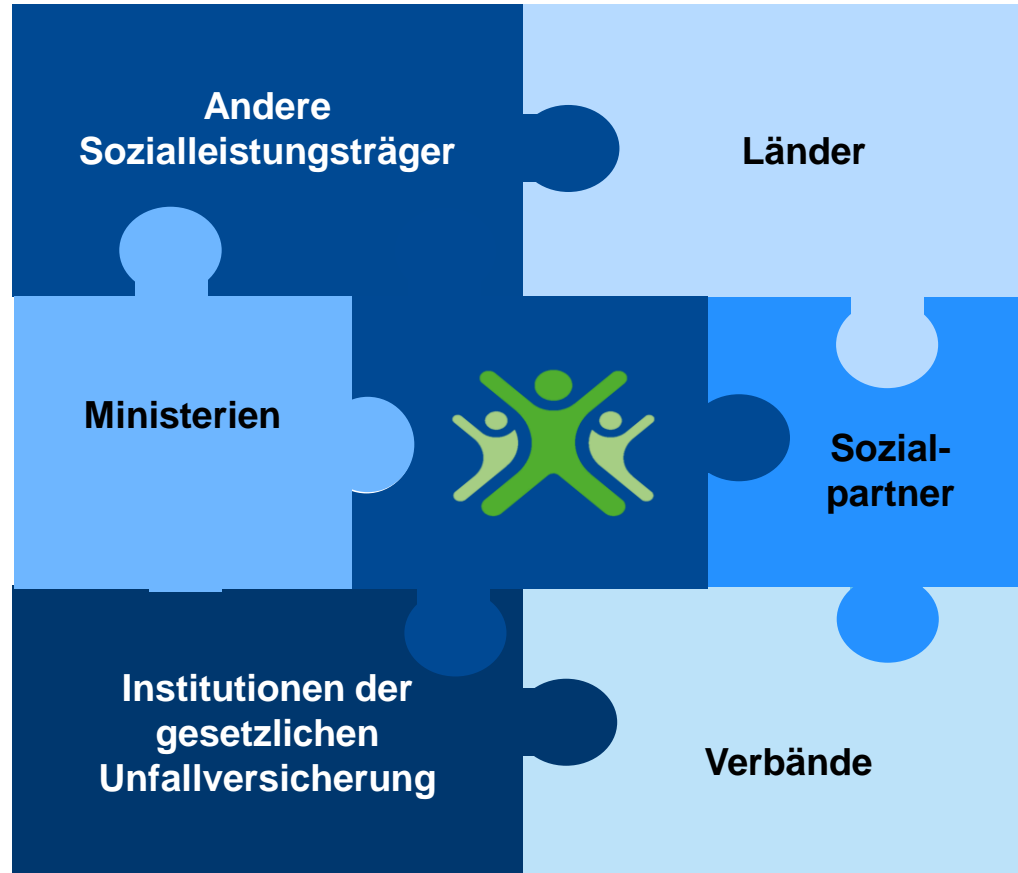 Andere
Sozialleistungsträger
Länder
Ministerien
Sozial-
partner
Institutionen der
gesetzlichen
Unfallversicherung
Verbände